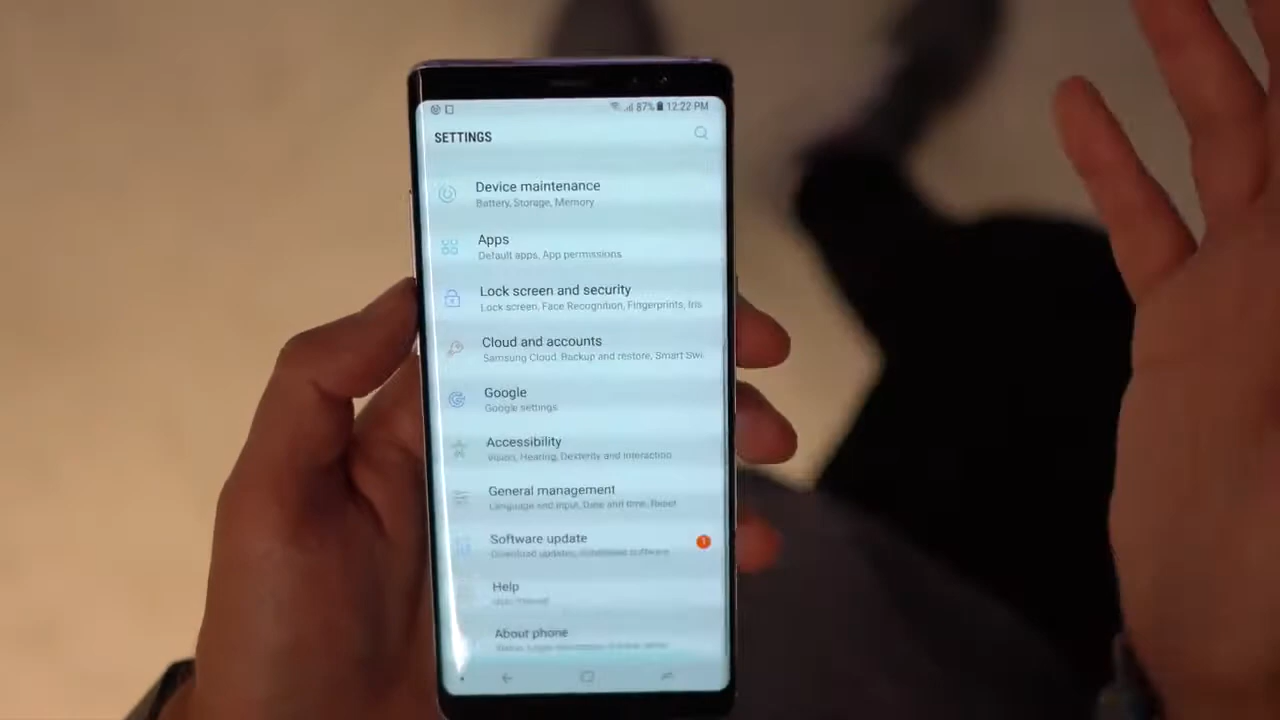 87% 12:22 PM
SETTINGS
Device maintenance
Battery, Storage, Memory
Apps
Default apps, App permissions
Lock screen and security
Lock screen, Face Recognition, Fingerprints, Iris
Cloud and accounts
Samsung Cloud, Backup and restore, Smart Swi
Google
Google settings
Accessibility
Vision, Hearing, Dexterity and interaction
General management
Language and input, Date and time, Reset
Software update
1
Download updates, software
Help
About phone